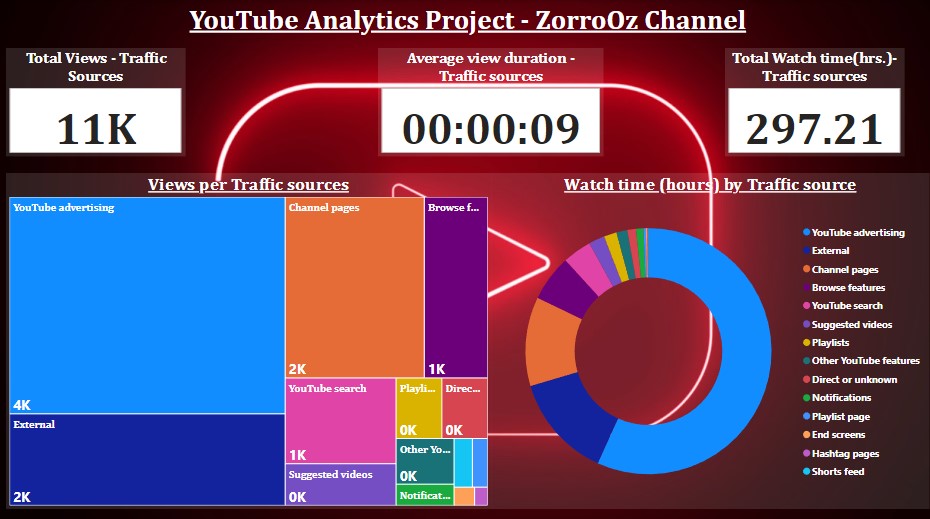 YouTube Analytics Project - ZorroOz Channel
Total Views - Traffic
Sources
11K
Average view duration -
Traffic sources
00:00:09
Total Watch time(hrs.)-
Traffic sources
297.21
Views per Traffic sources
YouTube advertising
4K
External
2K
Channel pages
2K
Browse f...
1K
YouTube search
1K
Suggested videos
0K
Playli...
0K
Direc...
0K
Other Yo...
0K
Notificat...
Watch time (hours) by Traffic source
YouTube advertising
External
Channel pages
Browse features
YouTube search
Suggested videos
Playlists
Other YouTube features
Direct or unknown
Notifications
Playlist page
End screens
Hashtag pages
Shorts feed